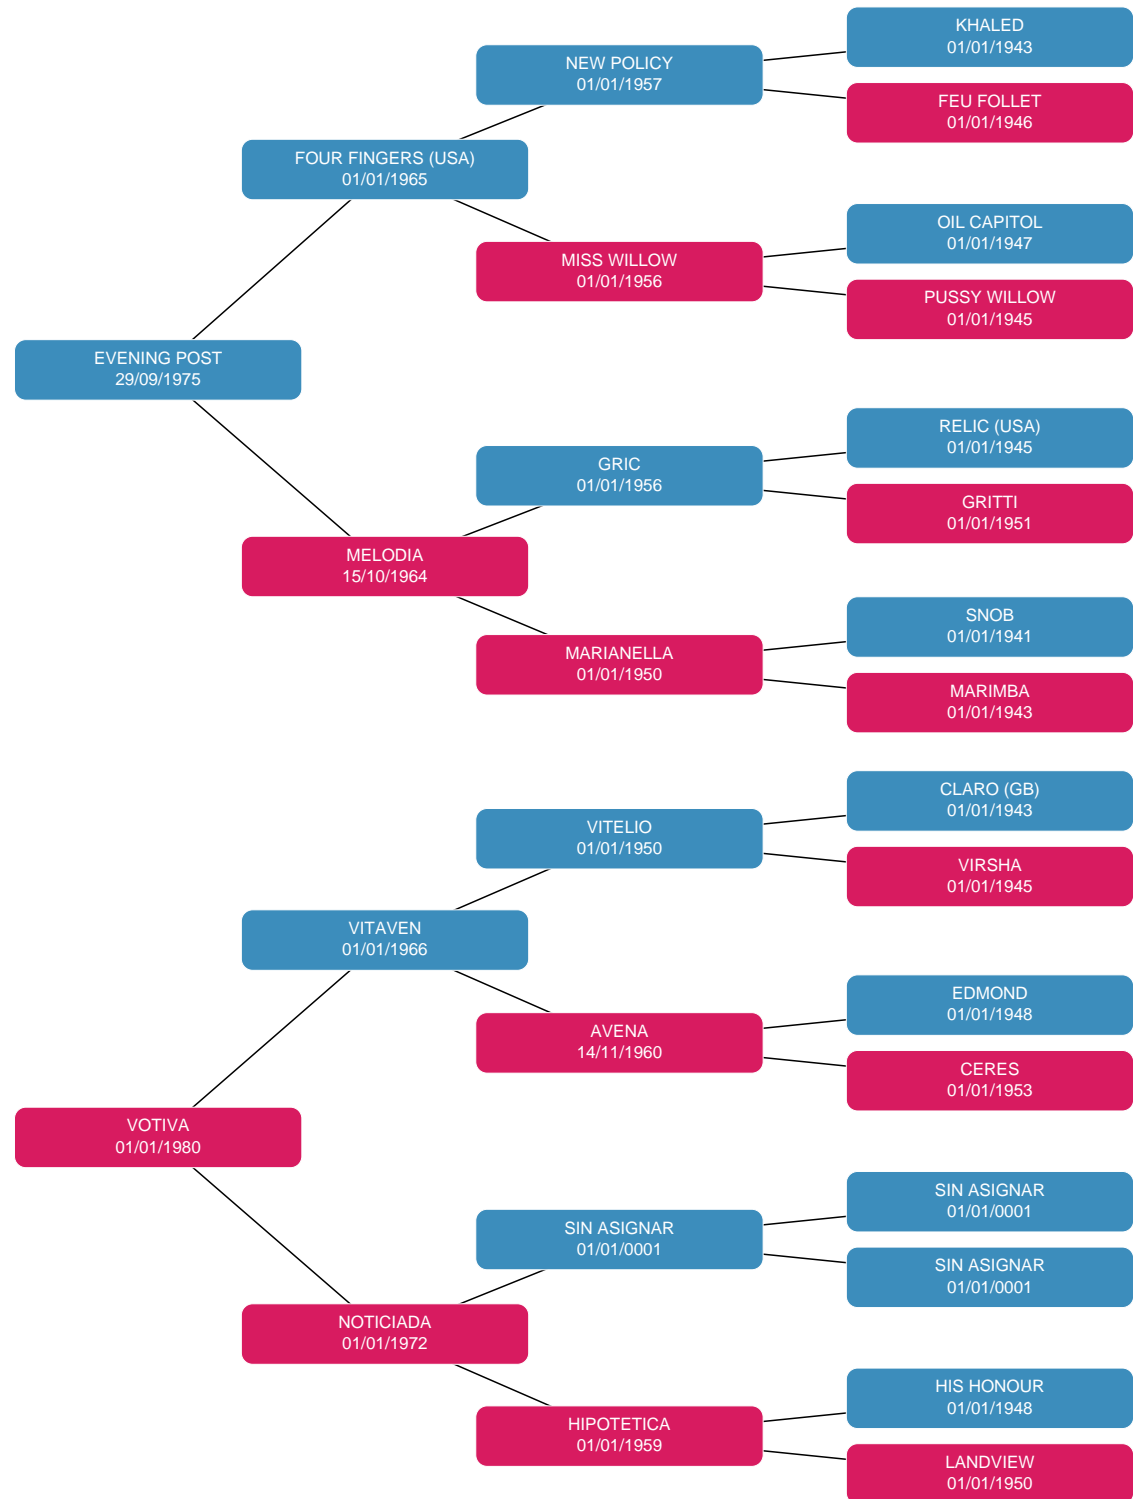 KHALED
01/01/1943
NEW POLICY
01/01/1957
FEU FOLLET
01/01/1946
FOUR FINGERS (USA)
01/01/1965
OIL CAPITOL
01/01/1947
MISS WILLOW
01/01/1956
PUSSY WILLOW
01/01/1945
EVENING POST
29/09/1975
RELIC (USA)
01/01/1945
GRIC
01/01/1956
GRITTI
01/01/1951
MELODIA
15/10/1964
SNOB
01/01/1941
MARIANELLA
01/01/1950
MARIMBA
01/01/1943
CLARO (GB)
01/01/1943
VITELIO
01/01/1950
VIRSHA
01/01/1945
VITAVEN
01/01/1966
EDMOND
01/01/1948
AVENA
14/11/1960
CERES
01/01/1953
VOTIVA
01/01/1980
SIN ASIGNAR
01/01/0001
SIN ASIGNAR
01/01/0001
SIN ASIGNAR
01/01/0001
NOTICIADA
01/01/1972
HIS HONOUR
01/01/1948
HIPOTETICA
01/01/1959
LANDVIEW
01/01/1950